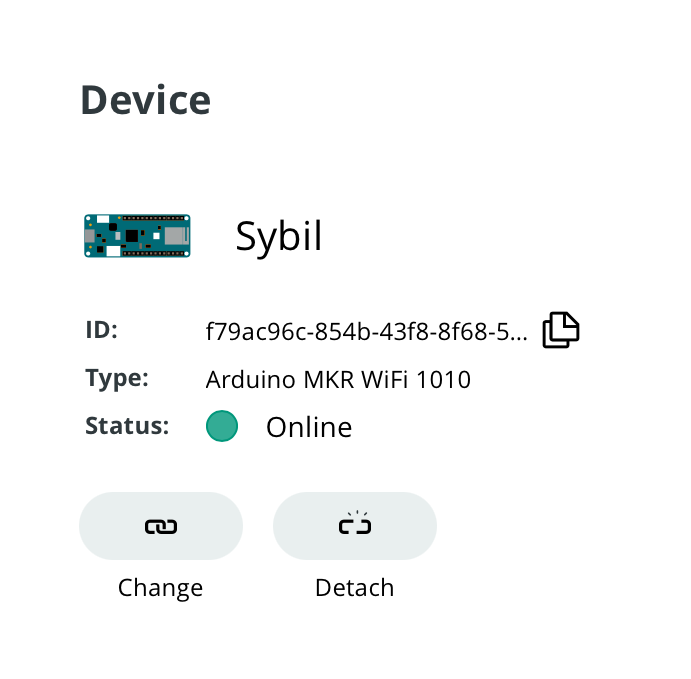 Device
Sybil
ID: f79ac96c-854b-43f8-8f68-5...
Type: Arduino MKR WiFi 1010
Status: Online
Change Detach